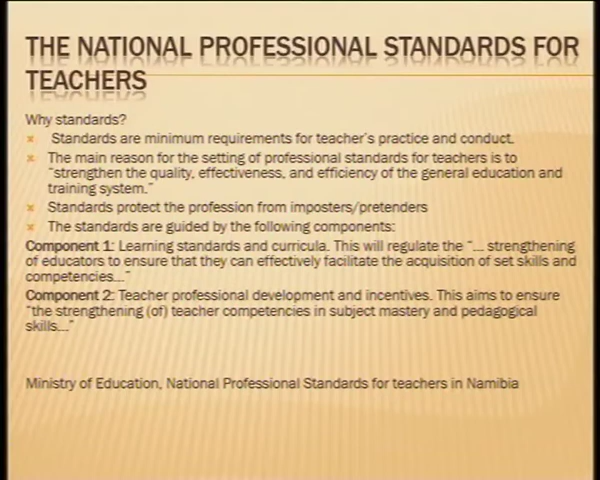 THE NATIONAL PROFESSIONAL STANDARDS FOR
TEACHERS
Why standards?
Standards are minimum requirements for teacher's practice and conduct.
The main reason for the setting of professional standards for teachers is to
"strengthen the quality, effectiveness, and efficiency of the general education and
training system."
Standards protect the profession from imposters/pretenders
The standards are guided by the following components:
Component 1: Learning standards and curricula. This will regulate the "... strengthening
of educators to ensure that they can effectively facilitate the acquisition of set skills and
competencies..."
Component 2: Teacher professional development and incentives. This aims to ensure
"the strengthening (of) teacher competencies in subject mastery and pedagogical
skills..."
Ministry of Education, National Professional Standards for teachers in Namibia